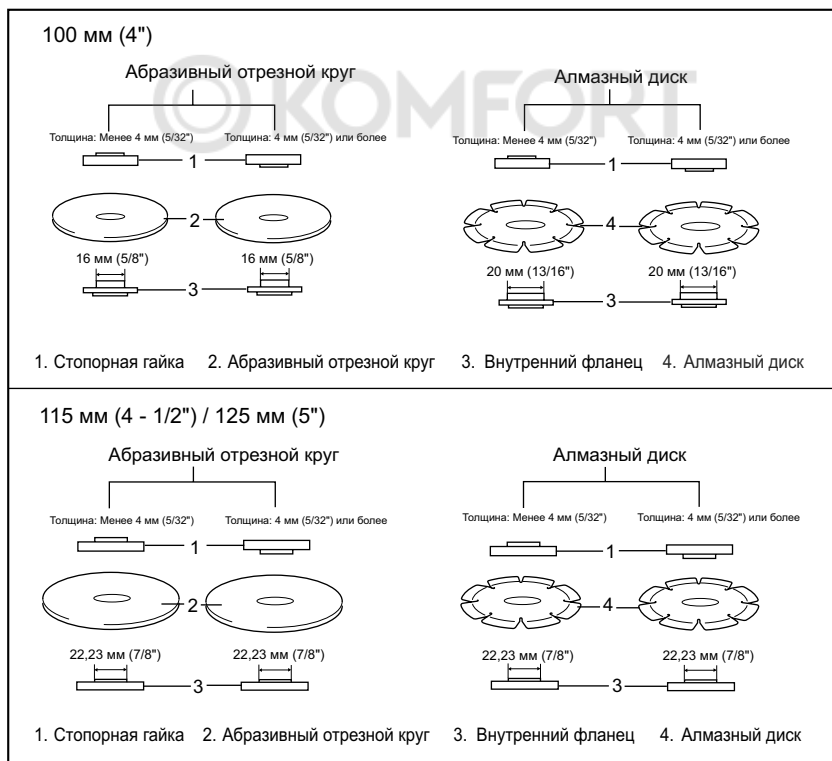 KOMFORT
100 мм (4")
Абразивный отрезной круг
Алмазный диск
Толщина: Менее 4 мм (5/32") Толщина: 4 мм (5/32") или более
Толщина: Менее 4 мм (5/32") Толщина: 4 мм (5/32") или более
1
1
2
4
16 мм (5/8") 16 мм (5/8")
20 мм (13/16") 20 мм (13/16")
3
3
1. Стопорная гайка 2. Абразивный отрезной круг 3. Внутренний фланец 4. Алмазный диск
115 мм (4 - 1/2") / 125 мм (5")
Абразивный отрезной круг
Алмазный диск
Толщина: Менее 4 мм (5/32") Толщина: 4 мм (5/32") или более
Толщина: Менее 4 мм (5/32") Толщина: 4 мм (5/32") или более
1
1
2
4
22,23 мм (7/8") 22,23 мм (7/8")
22,23 мм (7/8") 22,23 мм (7/8")
3
3
1. Стопорная гайка 2. Абразивный отрезной круг 3. Внутренний фланец 4. Алмазный диск